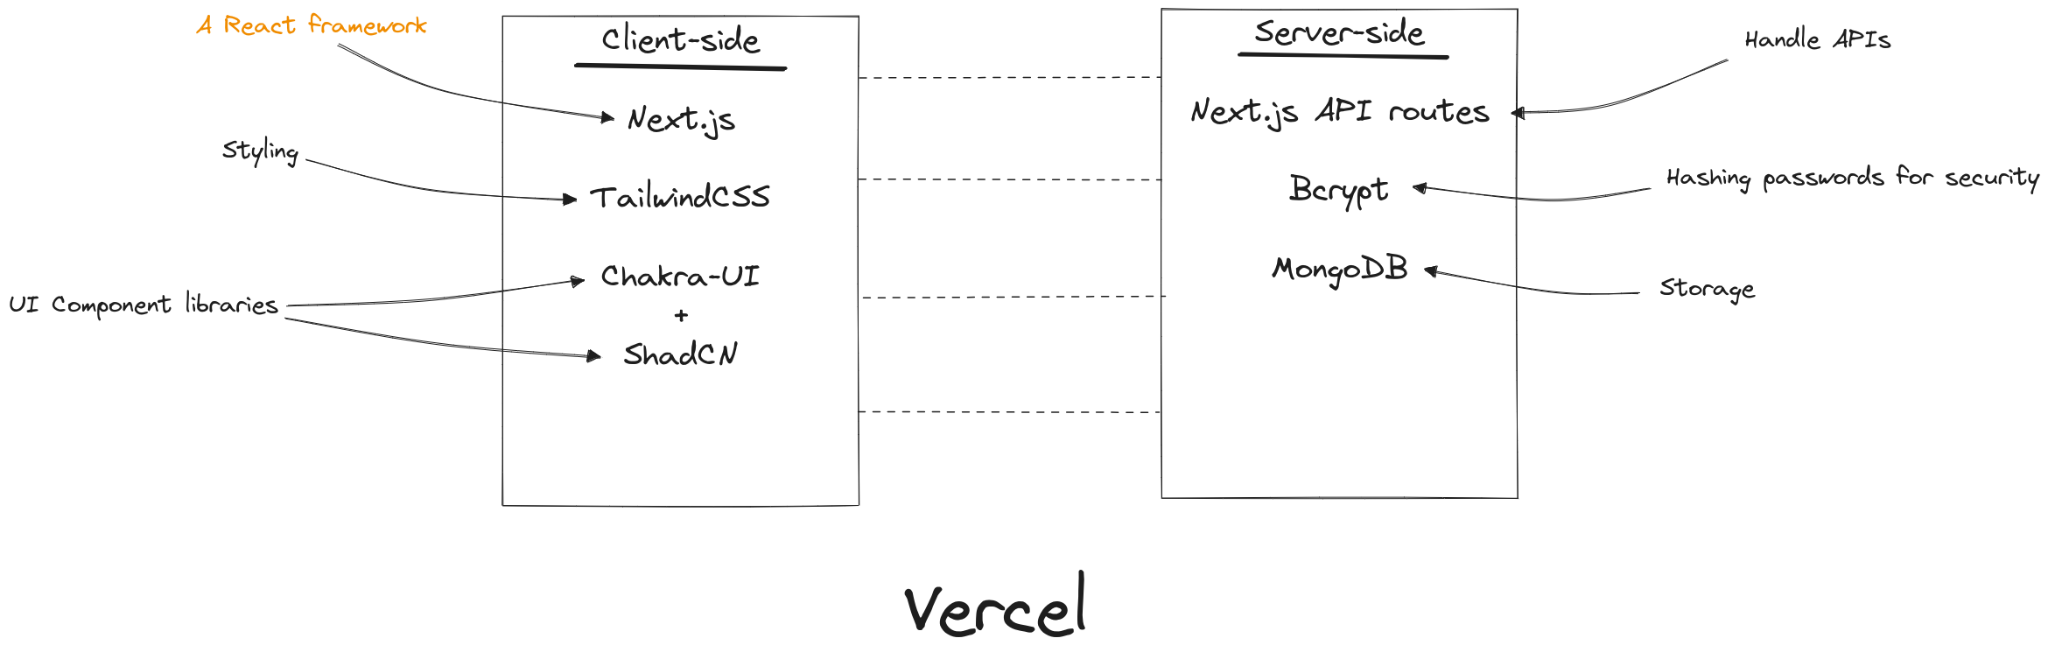 A React framework
Client-side
Next.js
Styling
TailwindCSS
UI Component libraries
Chakra-UI
+
ShadCN
Server-side
Handle APIs
Next.js API routes
Bcrypt
Hashing passwords for security
MongoDB
Storage
Vercel